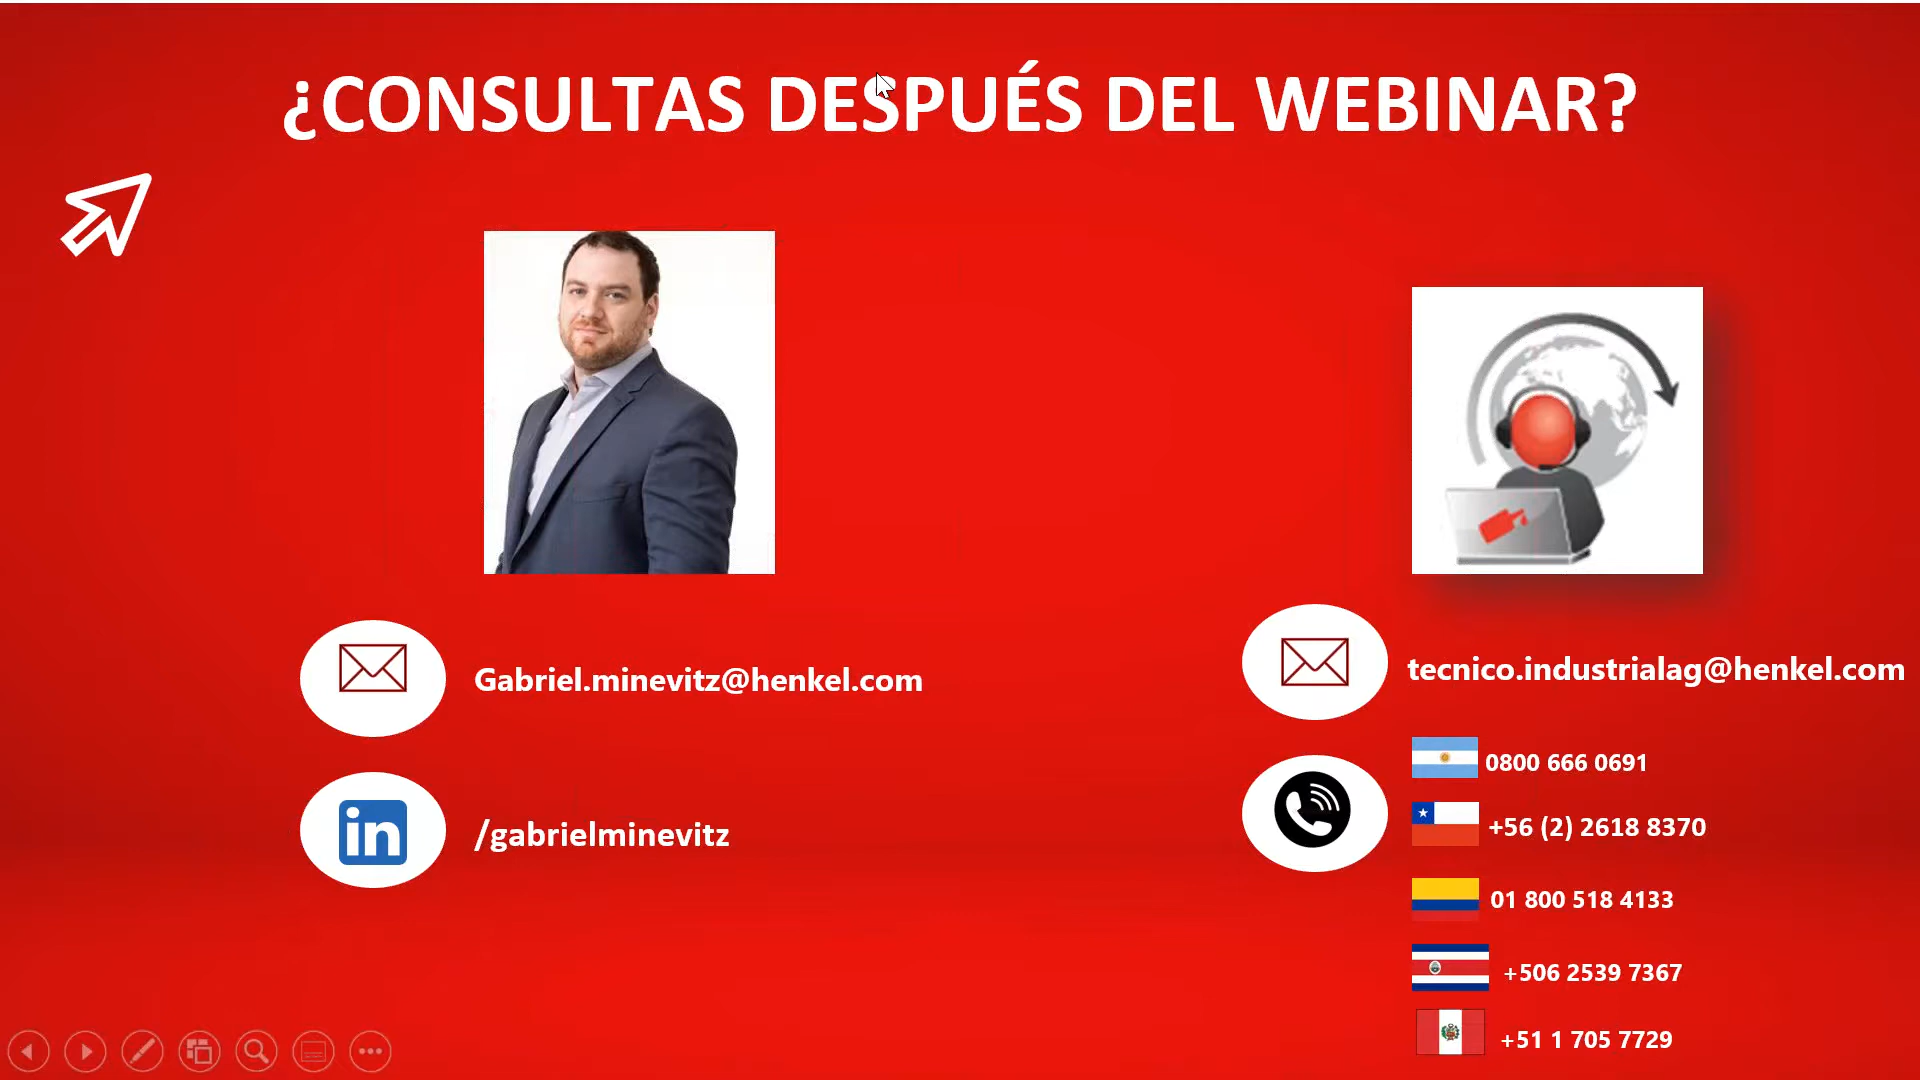 ¿CONSULTAS DESPUÉS DEL WEBINAR?
Gabriel.minevitz@henkel.com
in
/gabrielminevitz
tecnico.industrialag@henkel.com
0800 666 0691
+56 (2) 2618 8370
01 800 518 4133
+506 2539 7367
+51 1 705 7729